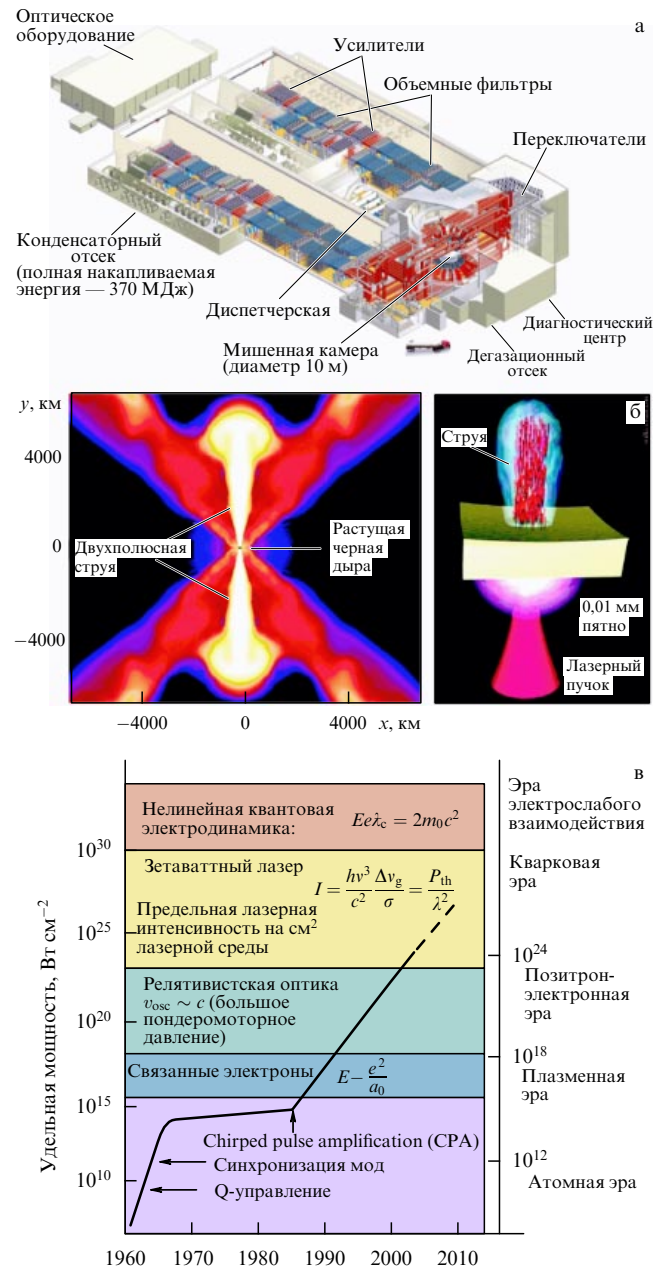 Оптическое
оборудование
а
Усилители
Объемные фильтры
Переключатели
Конденсаторный
отсек
(полная накапливаемая
энергия — 370 МДж)
Диспетчерская
Мишенная камера
(диаметр 10 м)
Диагностический
центр
Дегазационный
отсек
y, км
4000
0
−4000
Двухполюсная
струя
Растущая
черная
дыра
−4000 0 4000 x, км
б
Струя
0,01 мм
пятно
Лазерный
пучок
в
Удельная мощность, Вт см⁻²
10³⁰
10²⁵
10²⁰
10¹⁵
10¹⁰
Нелинейная квантовая
электродинамика: Eeƛ_c = 2m₀c²
Зетаваттный лазер
I = hν³/c² Δν_g/σ = P_th/λ²
Предельная лазерная
интенсивность на см²
лазерной среды
Релятивистская оптика
v_osc ∼ c (большое
пондеромоторное
давление)
Связанные электроны E − e²/a₀
Chirped pulse amplification (CPA)
Синхронизация мод
Q-управление
Эра
электрослабого
взаимодействия
Кварковая
эра
10²⁴
Позитрон-
электронная
эра
10¹⁸
Плазменная
эра
10¹²
Атомная эра
1960 1970 1980 1990 2000 2010